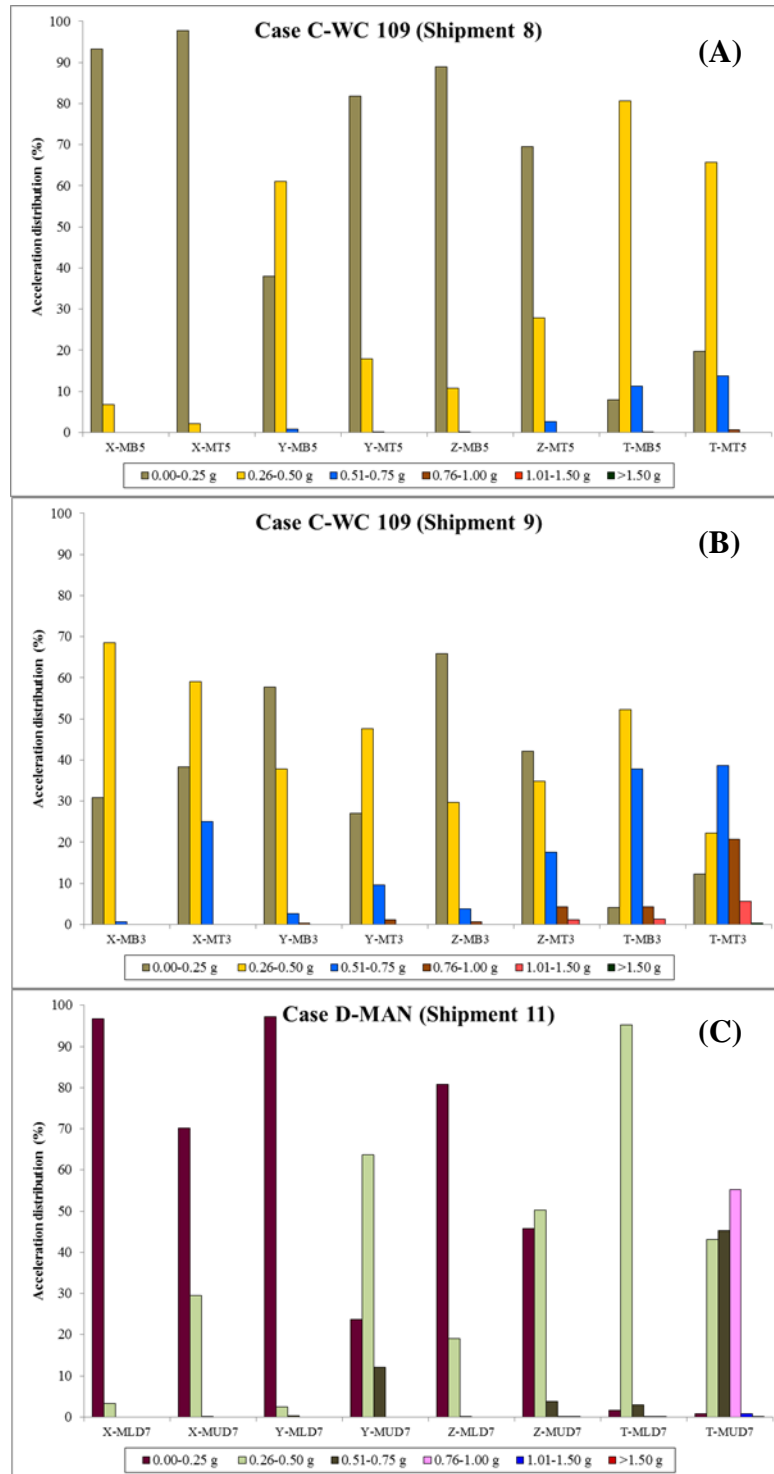 Case C-WC 109 (Shipment 8)
(A)
Acceleration distribution (%)
100
90
80
70
60
50
40
30
20
10
0
X-MB5 X-MT5 Y-MB5 Y-MT5 Z-MB5 Z-MT5 T-MB5 T-MT5
0.00-0.25 g 0.26-0.50 g 0.51-0.75 g 0.76-1.00 g 1.01-1.50 g >1.50 g
Case C-WC 109 (Shipment 9)
(B)
Acceleration distribution (%)
100
90
80
70
60
50
40
30
20
10
0
X-MB3 X-MT3 Y-MB3 Y-MT3 Z-MB3 Z-MT3 T-MB3 T-MT3
0.00-0.25 g 0.26-0.50 g 0.51-0.75 g 0.76-1.00 g 1.01-1.50 g >1.50 g
Case D-MAN (Shipment 11)
(C)
Acceleration distribution (%)
100
90
80
70
60
50
40
30
20
10
0
X-MLD7 X-MUD7 Y-MLD7 Y-MUD7 Z-MLD7 Z-MUD7 T-MLD7 T-MUD7
0.00-0.25 g 0.26-0.50 g 0.51-0.75 g 0.76-1.00 g 1.01-1.50 g >1.50 g